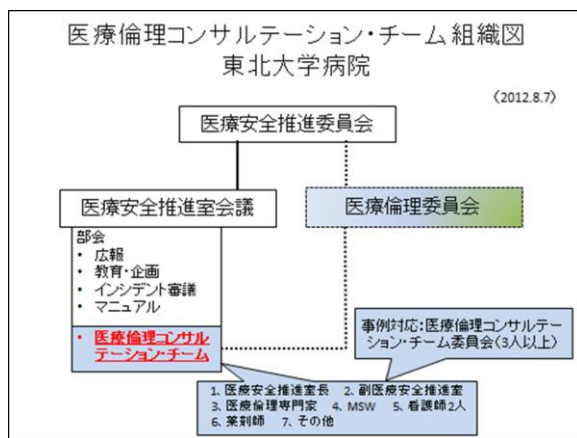 医療倫理コンサルテーション・チーム組織図
東北大学病院
〈2012.8.7〉
医療安全推進委員会
医療安全推進室会議
医療倫理委員会
部会
・ 広報
・ 教育・企画
・ インシデント審議
・ マニュアル
・ 医療倫理コンサル
テーション・チーム
事例対応:医療倫理コンサルテー
ション・チーム委員会(3人以上)
1. 医療安全推進室長 2. 副医療安全推進室
3. 医療倫理専門家 4. MSW 5. 看護師2人
6. 薬剤師 7. その他